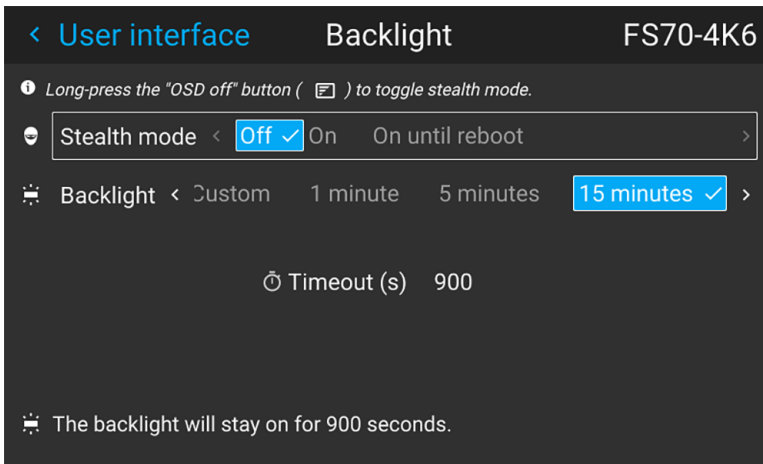 User interface Backlight FS70-4K6
Long-press the "OSD off" button ( ) to toggle stealth mode.
Stealth mode Off On On until reboot
Backlight Custom 1 minute 5 minutes 15 minutes
Timeout (s) 900
The backlight will stay on for 900 seconds.